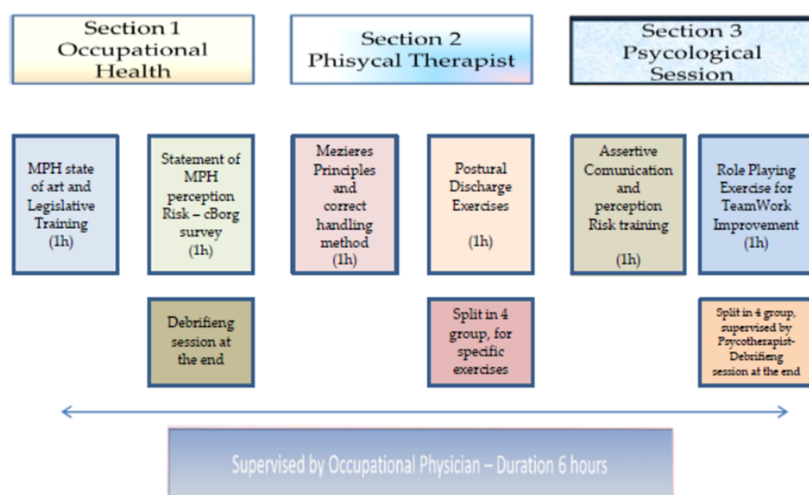 Section 1
Occupational
Health
Section 2
Phisycal Therapist
Section 3
Psycological
Session
MPH state
of art and
Legislative
Training
(1h)
Statement of
MPH
perception
Risk – cBorg
survey
(1h)
Mezieres
Principles
and
correct
handling
method
(1h)
Postural
Discharge
Exercises
(1h)
Assertive
Comunication
and
perception
Risk training
(1h)
Role Playing
Exercise for
TeamWork
Improvement
(1h)
Debrifieng
session at
the end
Split in 4
group, for
specific
exercises
Split in 4 group,
supervised by
Psycotherapist-
Debrifieng
session at the end
Supervised by Occupational Physician – Duration 6 hours